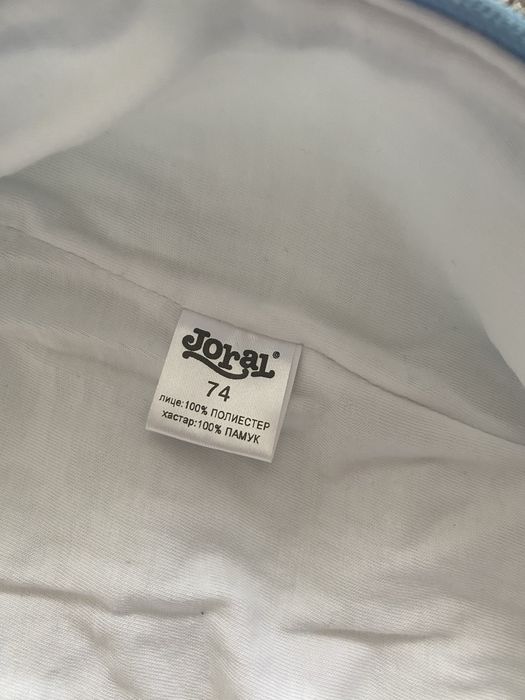 Joral®
74
лице:100% ПОЛИЕСТЕР
хастар:100% ПАМУК